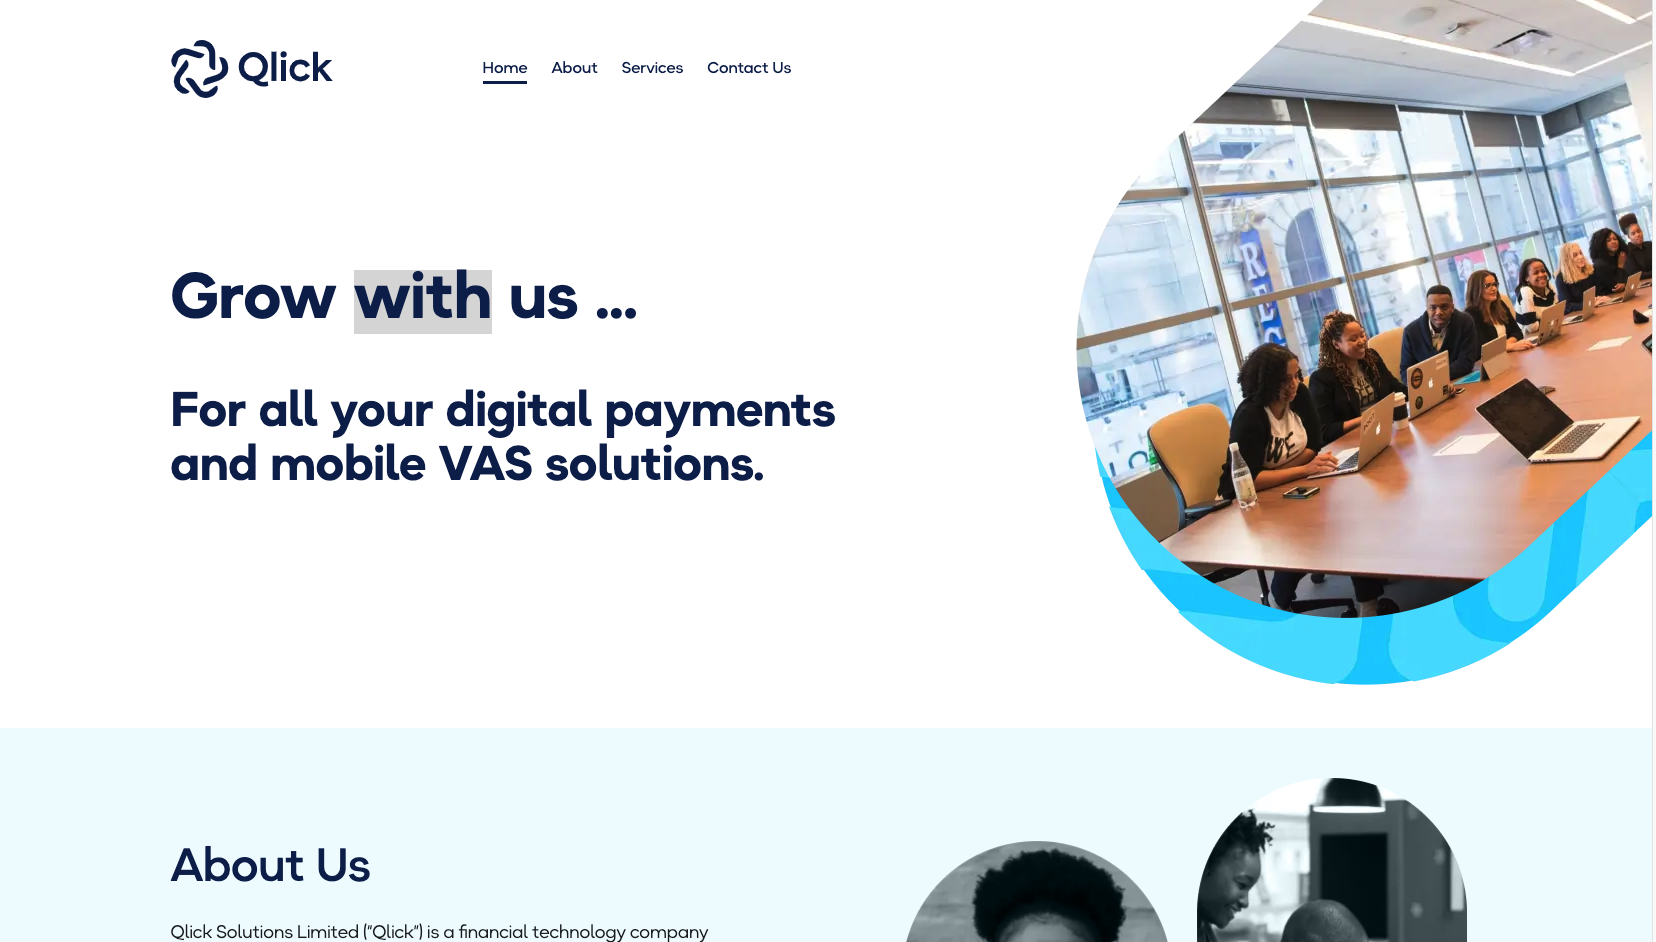 Qlick
Home About Services Contact Us
Grow with us ...
For all your digital payments
and mobile VAS solutions.
About Us
Qlick Solutions Limited ("Qlick") is a financial technology company